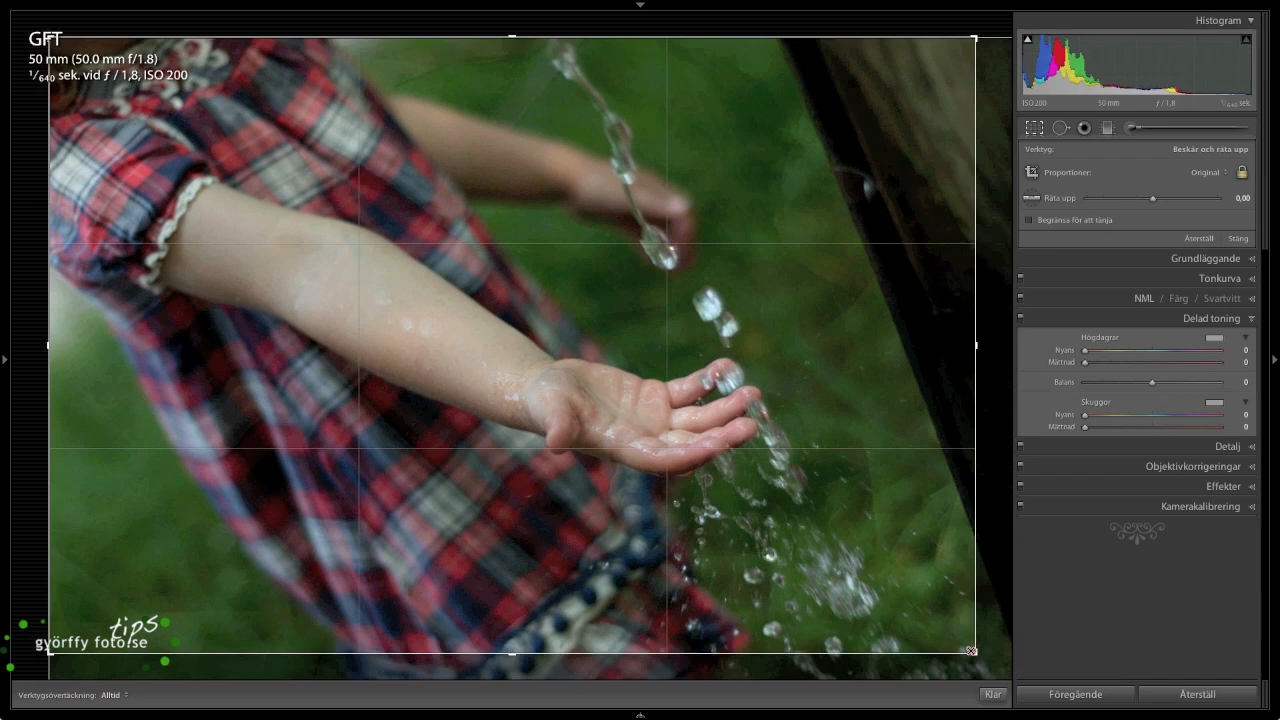 GFT
50 mm (50.0 mm f/1.8)
1/640 sek. vid ƒ / 1,8, ISO 200
Histogram
ISO 200 50 mm ƒ / 1,8 1/640 sek.
Verktyg: Beskär och räta upp
Proportioner: Original
Räta upp 0,00
Begränsa för att tänja
Återställ Stäng
Grundläggande
Tonkurva
NML / Färg / Svartvitt
Delad toning
Högdagrar
Nyans 0
Mättnad 0
Balans 0
Skuggor
Nyans 0
Mättnad 0
Detalj
Objektivkorrigeringar
Effekter
Kamerakalibrering
tips
györffy foto.se
Verktygsövertäckning: Alltid
Klar
Föregående Återställ